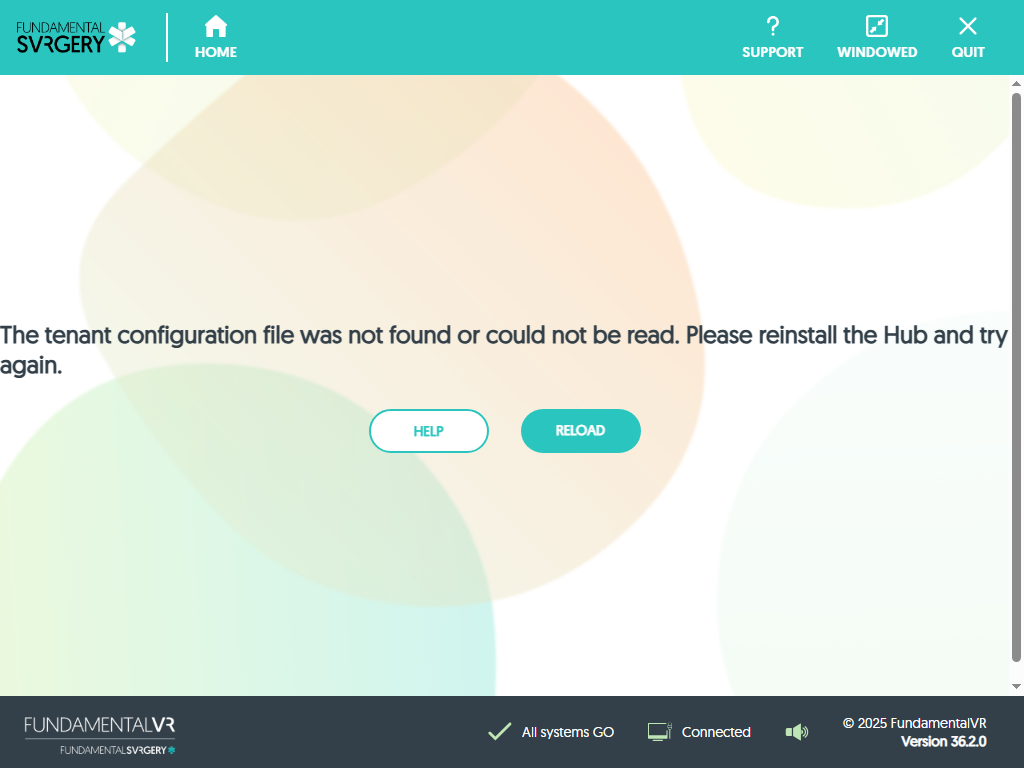 FUNDAMENTAL
SVRGERY
HOME
SUPPORT
WINDOWED
QUIT
The tenant configuration file was not found or could not be read. Please reinstall the Hub and try
again.
HELP
RELOAD
FUNDAMENTALVR
FUNDAMENTALSVRGERY
All systems GO
Connected
© 2025 FundamentalVR
Version 36.2.0